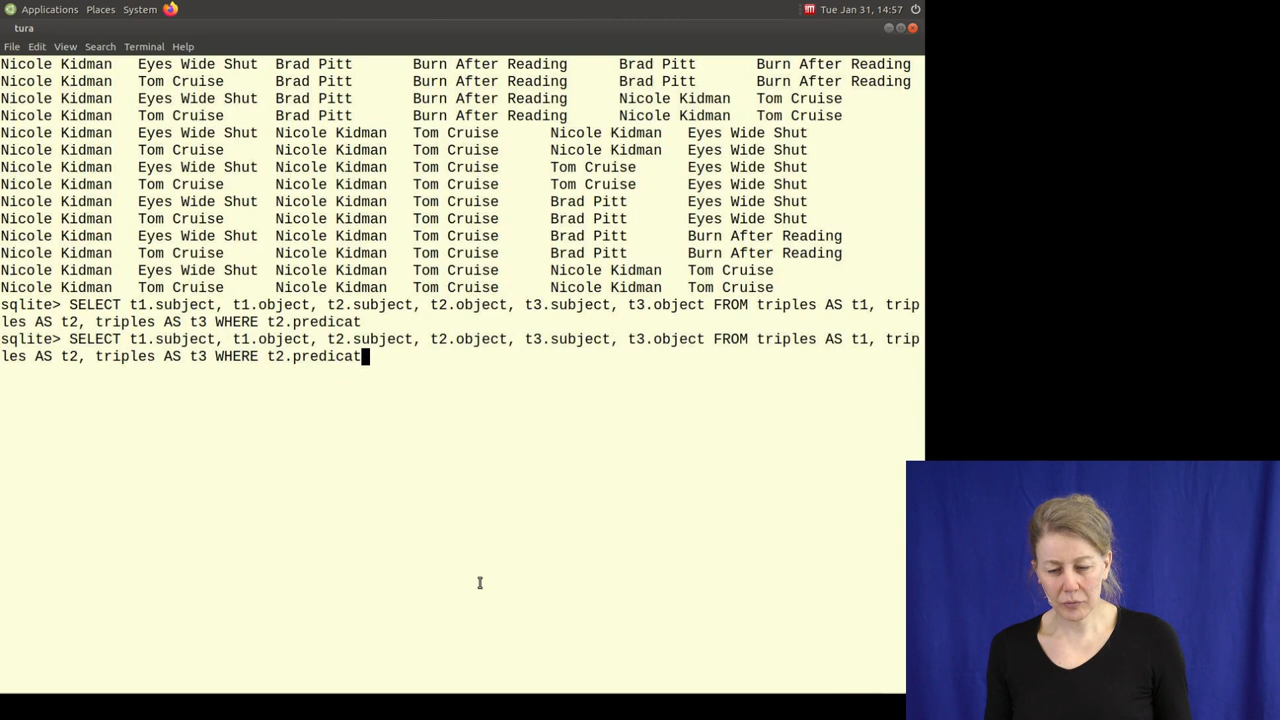 Applications Places System Tue Jan 31, 14:57
tura
File Edit View Search Terminal Help
Nicole Kidman Eyes Wide Shut Brad Pitt Burn After Reading Brad Pitt Burn After Reading
Nicole Kidman Tom Cruise Brad Pitt Burn After Reading Brad Pitt Burn After Reading
Nicole Kidman Eyes Wide Shut Brad Pitt Burn After Reading Nicole Kidman Tom Cruise
Nicole Kidman Tom Cruise Brad Pitt Burn After Reading Nicole Kidman Tom Cruise
Nicole Kidman Eyes Wide Shut Nicole Kidman Tom Cruise Nicole Kidman Eyes Wide Shut
Nicole Kidman Tom Cruise Nicole Kidman Tom Cruise Nicole Kidman Eyes Wide Shut
Nicole Kidman Eyes Wide Shut Nicole Kidman Tom Cruise Tom Cruise Eyes Wide Shut
Nicole Kidman Tom Cruise Nicole Kidman Tom Cruise Tom Cruise Eyes Wide Shut
Nicole Kidman Eyes Wide Shut Nicole Kidman Tom Cruise Brad Pitt Eyes Wide Shut
Nicole Kidman Tom Cruise Nicole Kidman Tom Cruise Brad Pitt Eyes Wide Shut
Nicole Kidman Eyes Wide Shut Nicole Kidman Tom Cruise Brad Pitt Burn After Reading
Nicole Kidman Tom Cruise Nicole Kidman Tom Cruise Brad Pitt Burn After Reading
Nicole Kidman Eyes Wide Shut Nicole Kidman Tom Cruise Nicole Kidman Tom Cruise
Nicole Kidman Tom Cruise Nicole Kidman Tom Cruise Nicole Kidman Tom Cruise
sqlite> SELECT t1.subject, t1.object, t2.subject, t2.object, t3.subject, t3.object FROM triples AS t1, trip
les AS t2, triples AS t3 WHERE t2.predicat
sqlite> SELECT t1.subject, t1.object, t2.subject, t2.object, t3.subject, t3.object FROM triples AS t1, trip
les AS t2, triples AS t3 WHERE t2.predicat